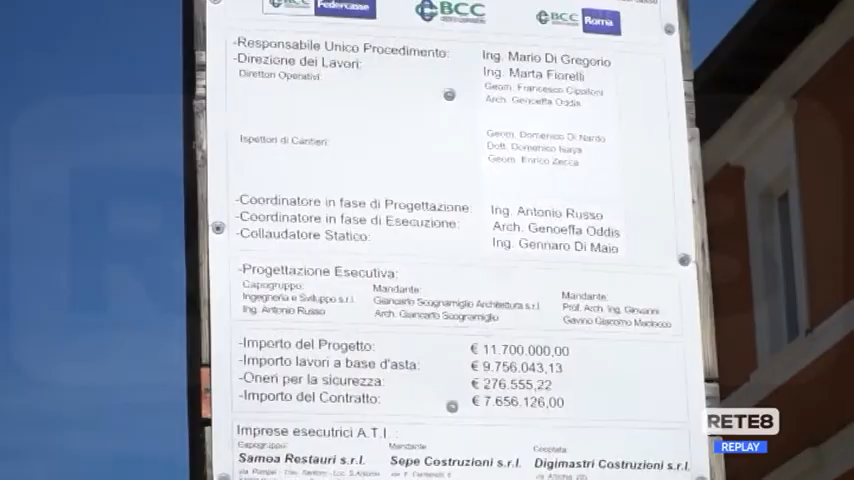 BCC Federcasse BCC BCC Roma
-Responsabile Unico Procedimento: Ing. Mario Di Gregorio
-Direzione dei Lavori: Ing. Marta Fiorelli
Direttori Operativi: Geom. Francesco
Arch. Genoeffa Oddis
Ispettori di Cantieri: Geom. Domenico Di Nardo
Dott. Domenico
Geom. Enrico Zecca
-Coordinatore in fase di Progettazione: Ing. Antonio Russo
-Coordinatore in fase di Esecuzione: Arch. Genoeffa Oddis
-Collaudatore Statico: Ing. Gennaro Di Maio
-Progettazione Esecutiva:
Capogruppo: Mandante: Mandante:
Ingegneria e Sviluppo s.r.l. Giancarlo Scognamiglio Architettura s.r.l. Prof. Arch. Ing. Giovanni
Ing. Antonio Russo Arch. Giancarlo Scognamiglio Gavino Giacomo
-Importo del Progetto: € 11.700.000,00
-Importo lavori a base d'asta: € 9.756.043,13
-Oneri per la sicurezza: € 276.555,22
-Importo del Contratto: € 7.656.126,00
Imprese esecutrici A.T.I.:
Capogruppo: Mandante: Cooptata:
Samoa Restauri s.r.l. Sepe Costruzioni s.r.l. Digimastri Costruzioni s.r.l.
RETE8
REPLAY